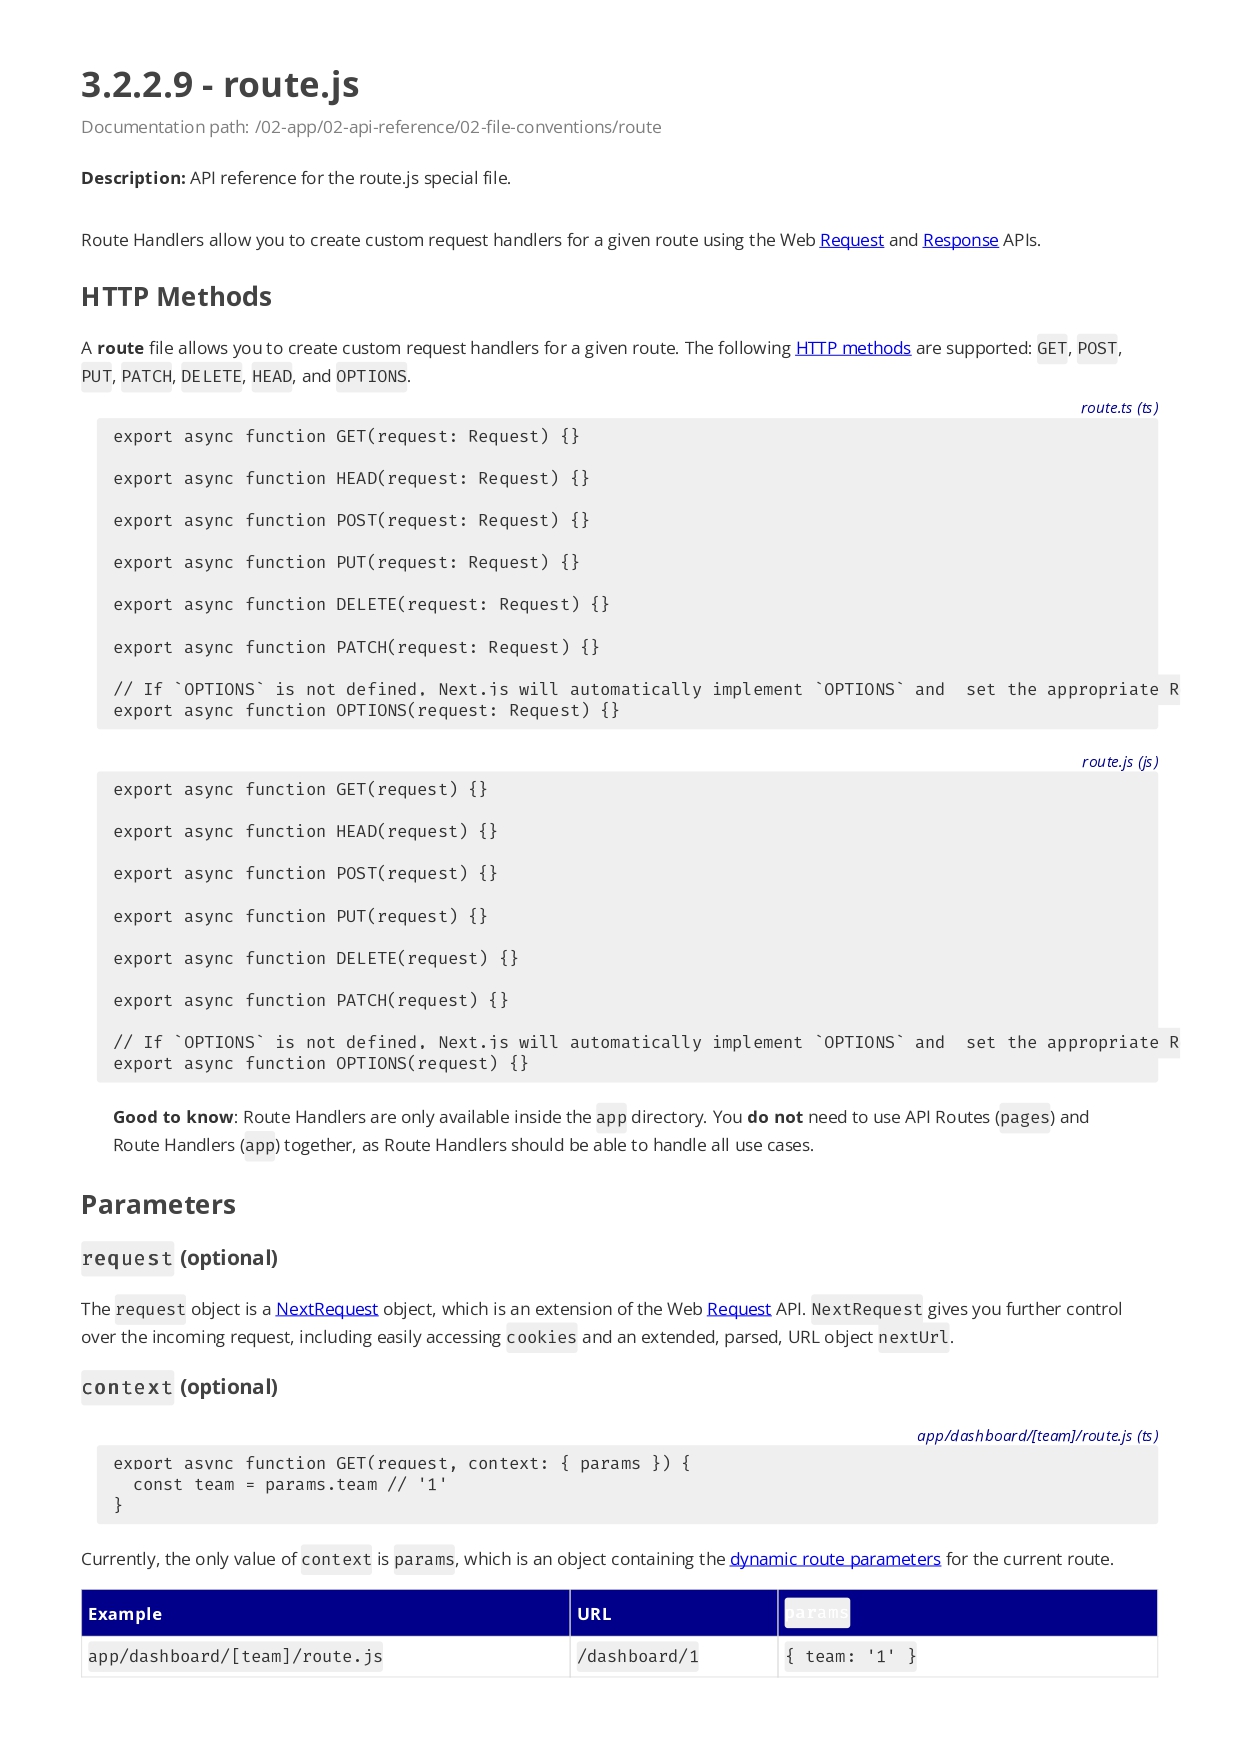 3.2.2.9 - route.js
Documentation path: /02-app/02-api-reference/02-file-conventions/route
Description: API reference for the route.js special file.
Route Handlers allow you to create custom request handlers for a given route using the Web Request and Response APIs.
HTTP Methods
A route file allows you to create custom request handlers for a given route. The following HTTP methods are supported: GET, POST,
PUT, PATCH, DELETE, HEAD, and OPTIONS.
route.ts (ts)
export async function GET(request: Request) {}
export async function HEAD(request: Request) {}
export async function POST(request: Request) {}
export async function PUT(request: Request) {}
export async function DELETE(request: Request) {}
export async function PATCH(request: Request) {}
// If `OPTIONS` is not defined, Next.js will automatically implement `OPTIONS` and  set the appropriate R
export async function OPTIONS(request: Request) {}
route.js (js)
export async function GET(request) {}
export async function HEAD(request) {}
export async function POST(request) {}
export async function PUT(request) {}
export async function DELETE(request) {}
export async function PATCH(request) {}
// If `OPTIONS` is not defined, Next.js will automatically implement `OPTIONS` and  set the appropriate R
export async function OPTIONS(request) {}
Good to know: Route Handlers are only available inside the app directory. You do not need to use API Routes (pages) and
Route Handlers (app) together, as Route Handlers should be able to handle all use cases.
Parameters
request (optional)
The request object is a NextRequest object, which is an extension of the Web Request API. NextRequest gives you further control
over the incoming request, including easily accessing cookies and an extended, parsed, URL object nextUrl.
context (optional)
app/dashboard/[team]/route.js (ts)
export async function GET(request, context: { params }) {
  const team = params.team // '1'
}
Currently, the only value of context is params, which is an object containing the dynamic route parameters for the current route.
Example URL params
app/dashboard/[team]/route.js /dashboard/1 { team: '1' }